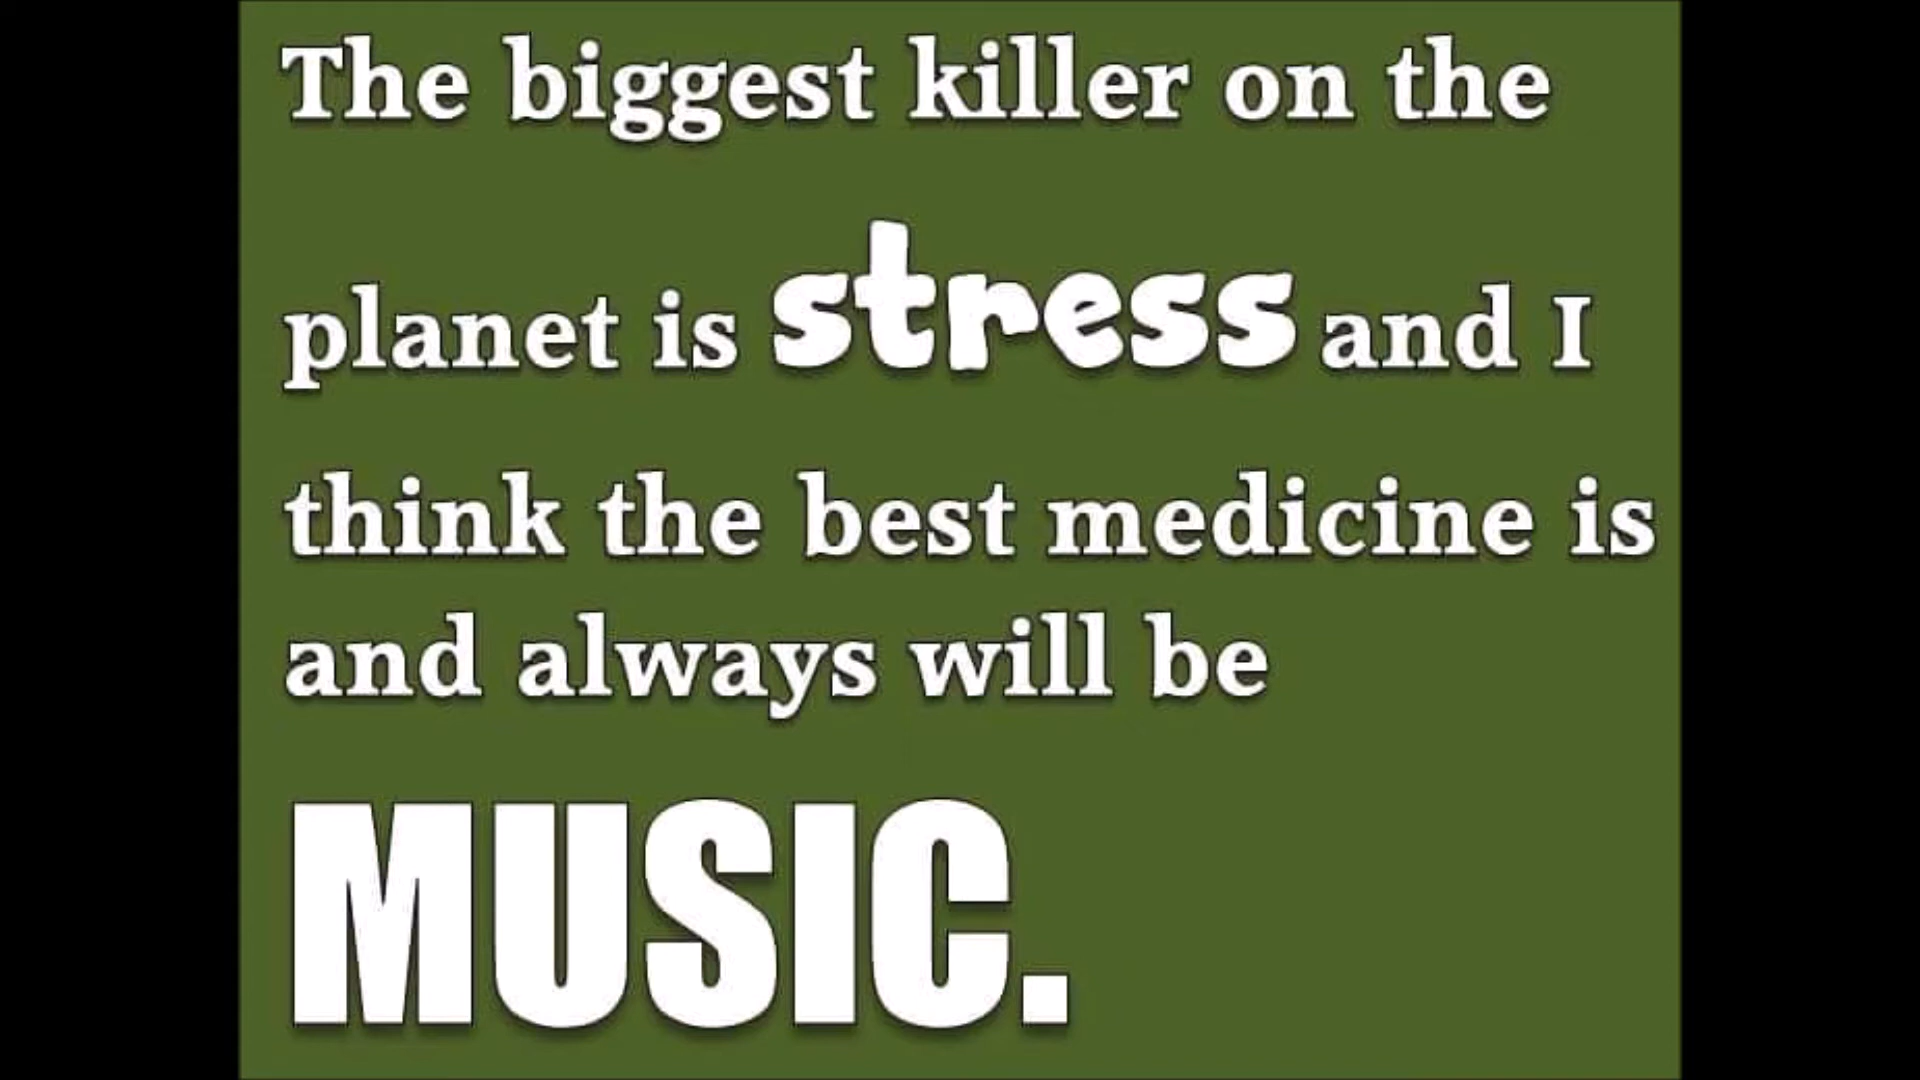 The biggest killer on the
planet is stress and I
think the best medicine is
and always will be
MUSIC.